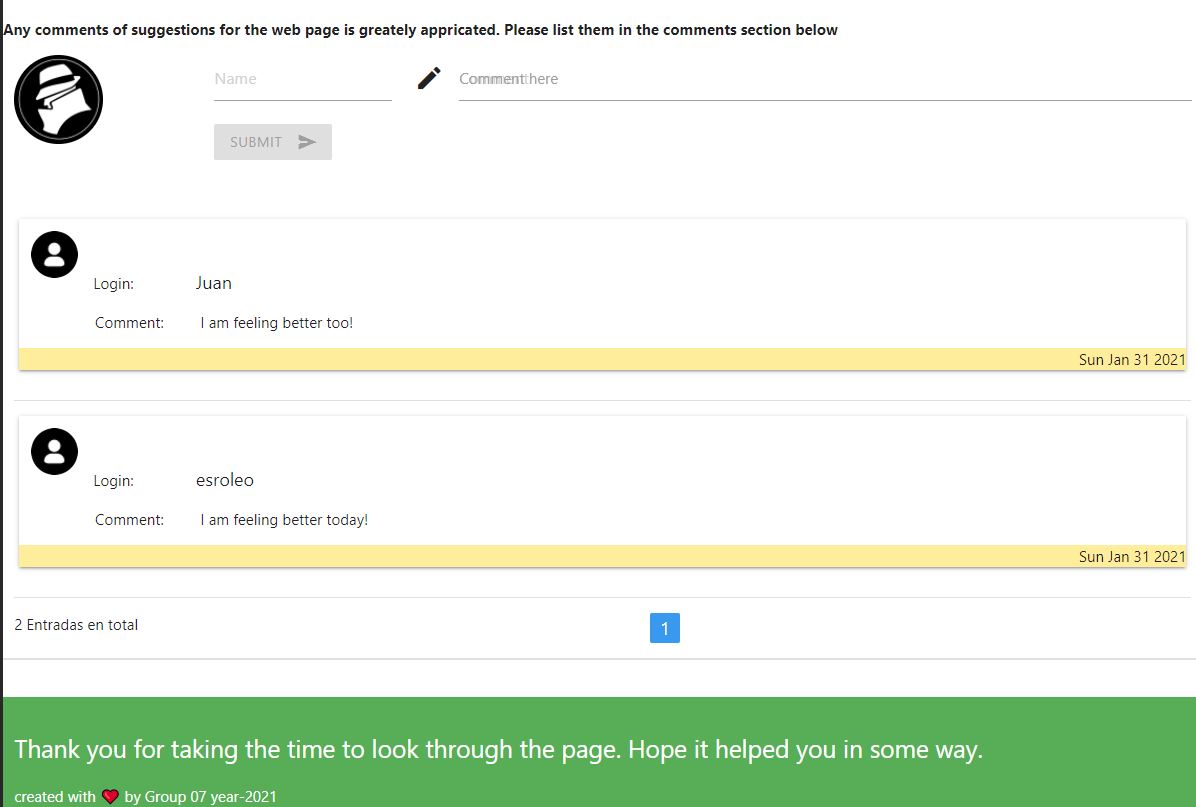 Any comments of suggestions for the web page is greately appricated. Please list them in the comments section below
Name
Comment here
SUBMIT
Login: Juan
Comment: I am feeling better too!
Sun Jan 31 2021
Login: esroleo
Comment: I am feeling better today!
Sun Jan 31 2021
2 Entradas en total
1
Thank you for taking the time to look through the page. Hope it helped you in some way.
created with ❤ by Group 07 year-2021